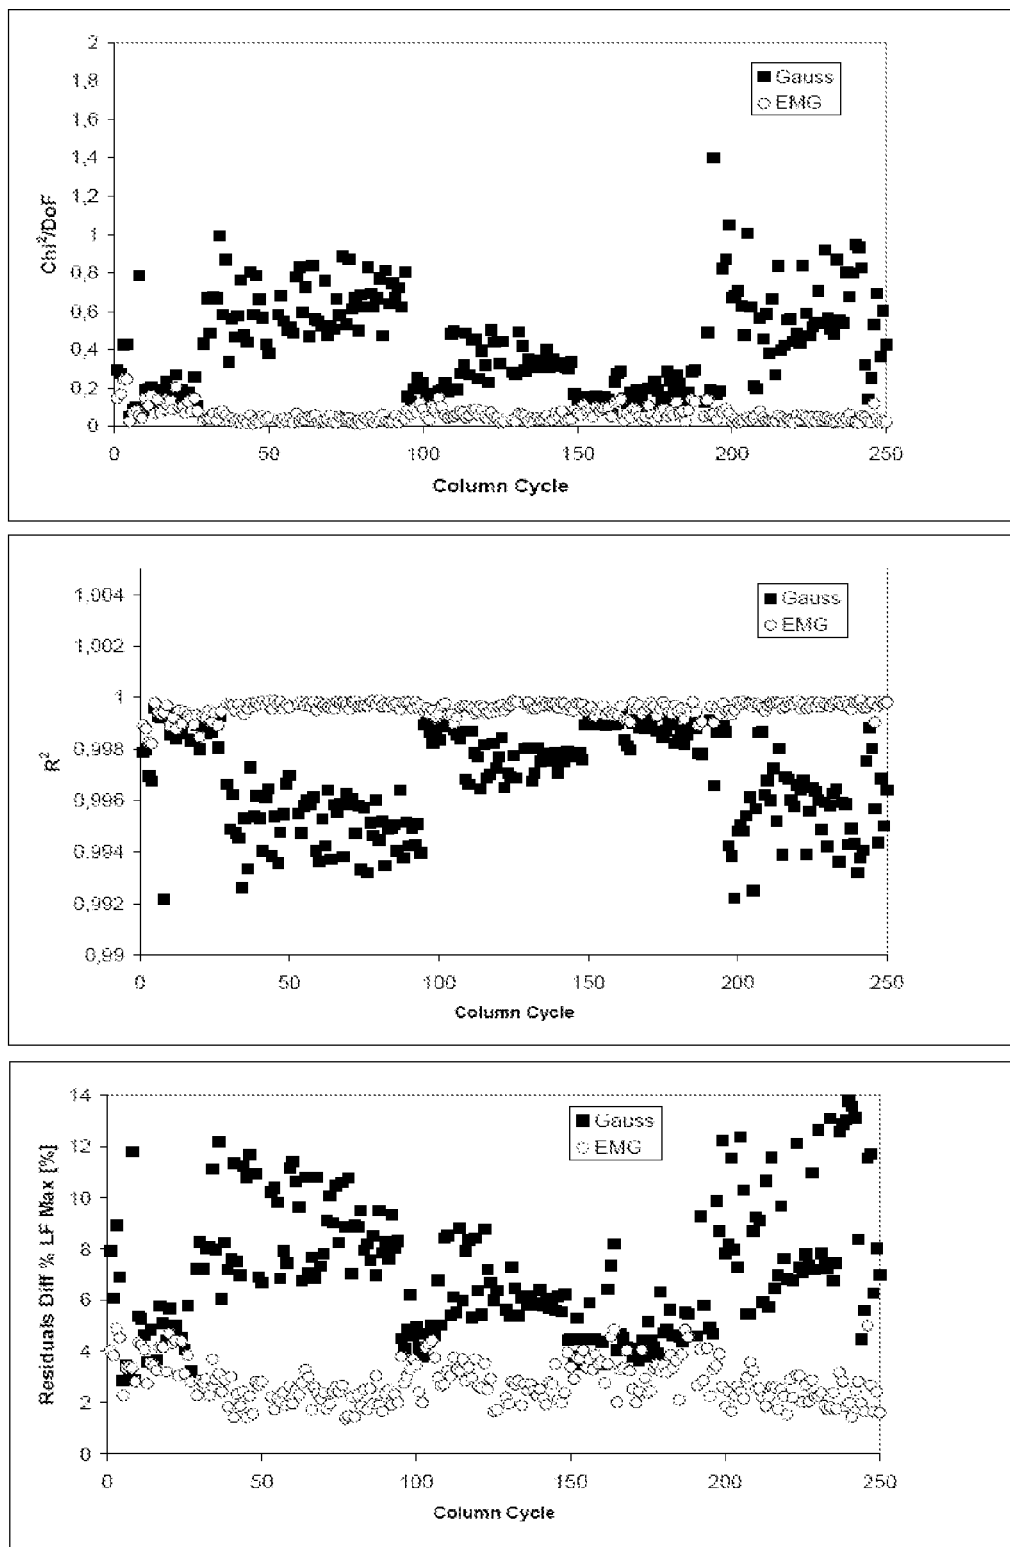 2
1,8
1,6
1,4
1,2
1
0,8
0,6
0,4
0,2
0
Chi²/DoF
Gauss
EMG
0 50 100 150 200 250
Column Cycle
1,004
1,002
1
0,998
0,996
0,994
0,992
0,99
R²
Gauss
EMG
0 50 100 150 200 250
Column Cycle
14
12
10
8
6
4
2
0
Residuals Diff % LF Max [%]
Gauss
EMG
0 50 100 150 200 250
Column Cycle